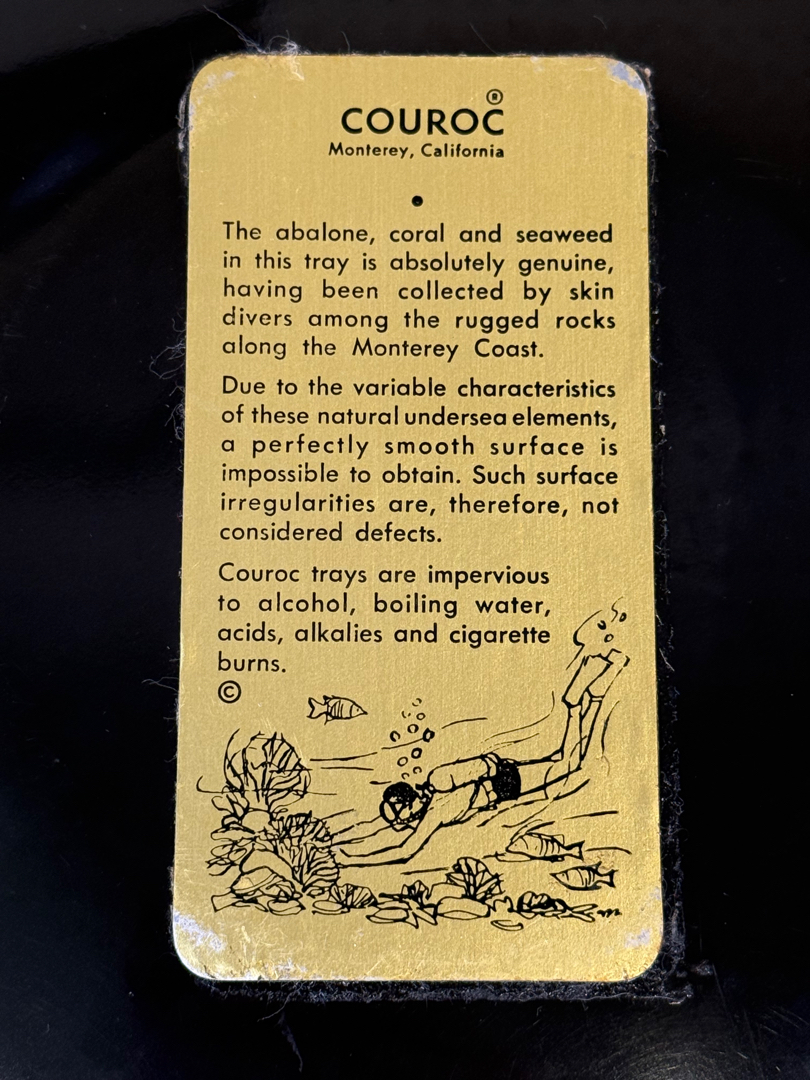 ®
COUROC
Monterey, California
•
The abalone, coral and seaweed
in this tray is absolutely genuine,
having been collected by skin
divers among the rugged rocks
along the Monterey Coast.
Due to the variable characteristics
of these natural undersea elements,
a perfectly smooth surface is
impossible to obtain. Such surface
irregularities are, therefore, not
considered defects.
Couroc trays are impervious
to alcohol, boiling water,
acids, alkalies and cigarette
burns.
©